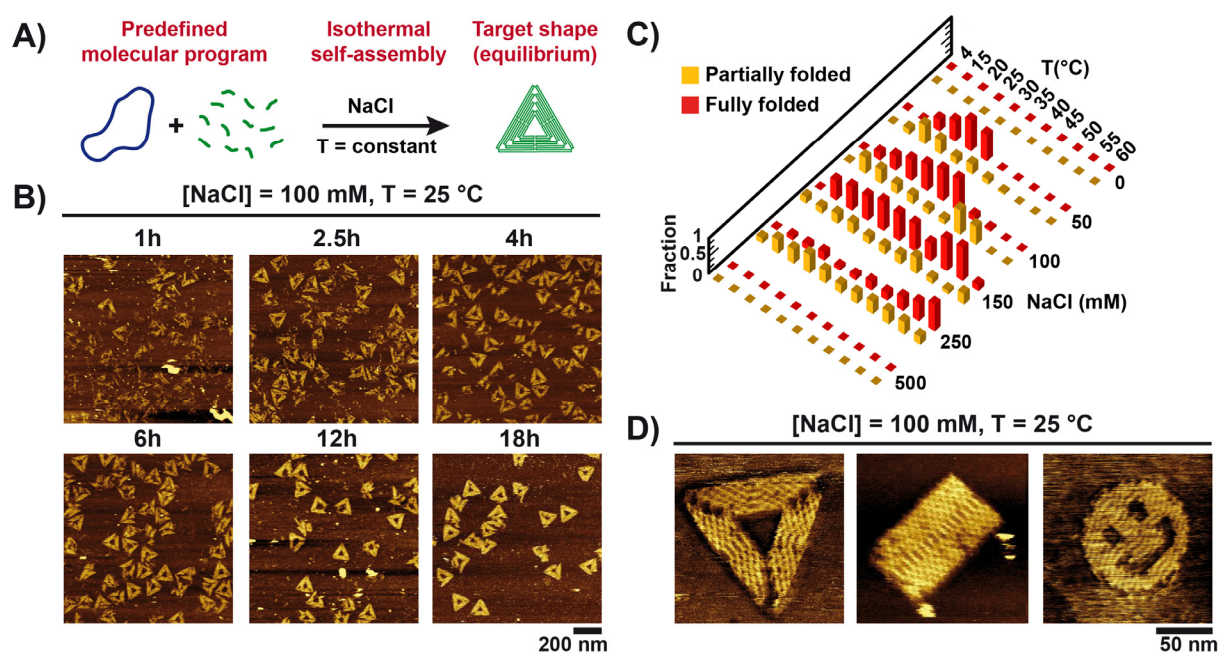 A)
Predefined
molecular program
Isothermal
self-assembly
Target shape
(equilibrium)
+
NaCl
T = constant
B)
[NaCl] = 100 mM, T = 25 °C
1h
2.5h
4h
6h
12h
18h
200 nm
C)
Partially folded
Fully folded
T(°C)
4
15
20
25
30
35
40
45
50
55
60
0
50
100
150
250
500
NaCl (mM)
Fraction
1
0.5
0
D)
[NaCl] = 100 mM, T = 25 °C
50 nm